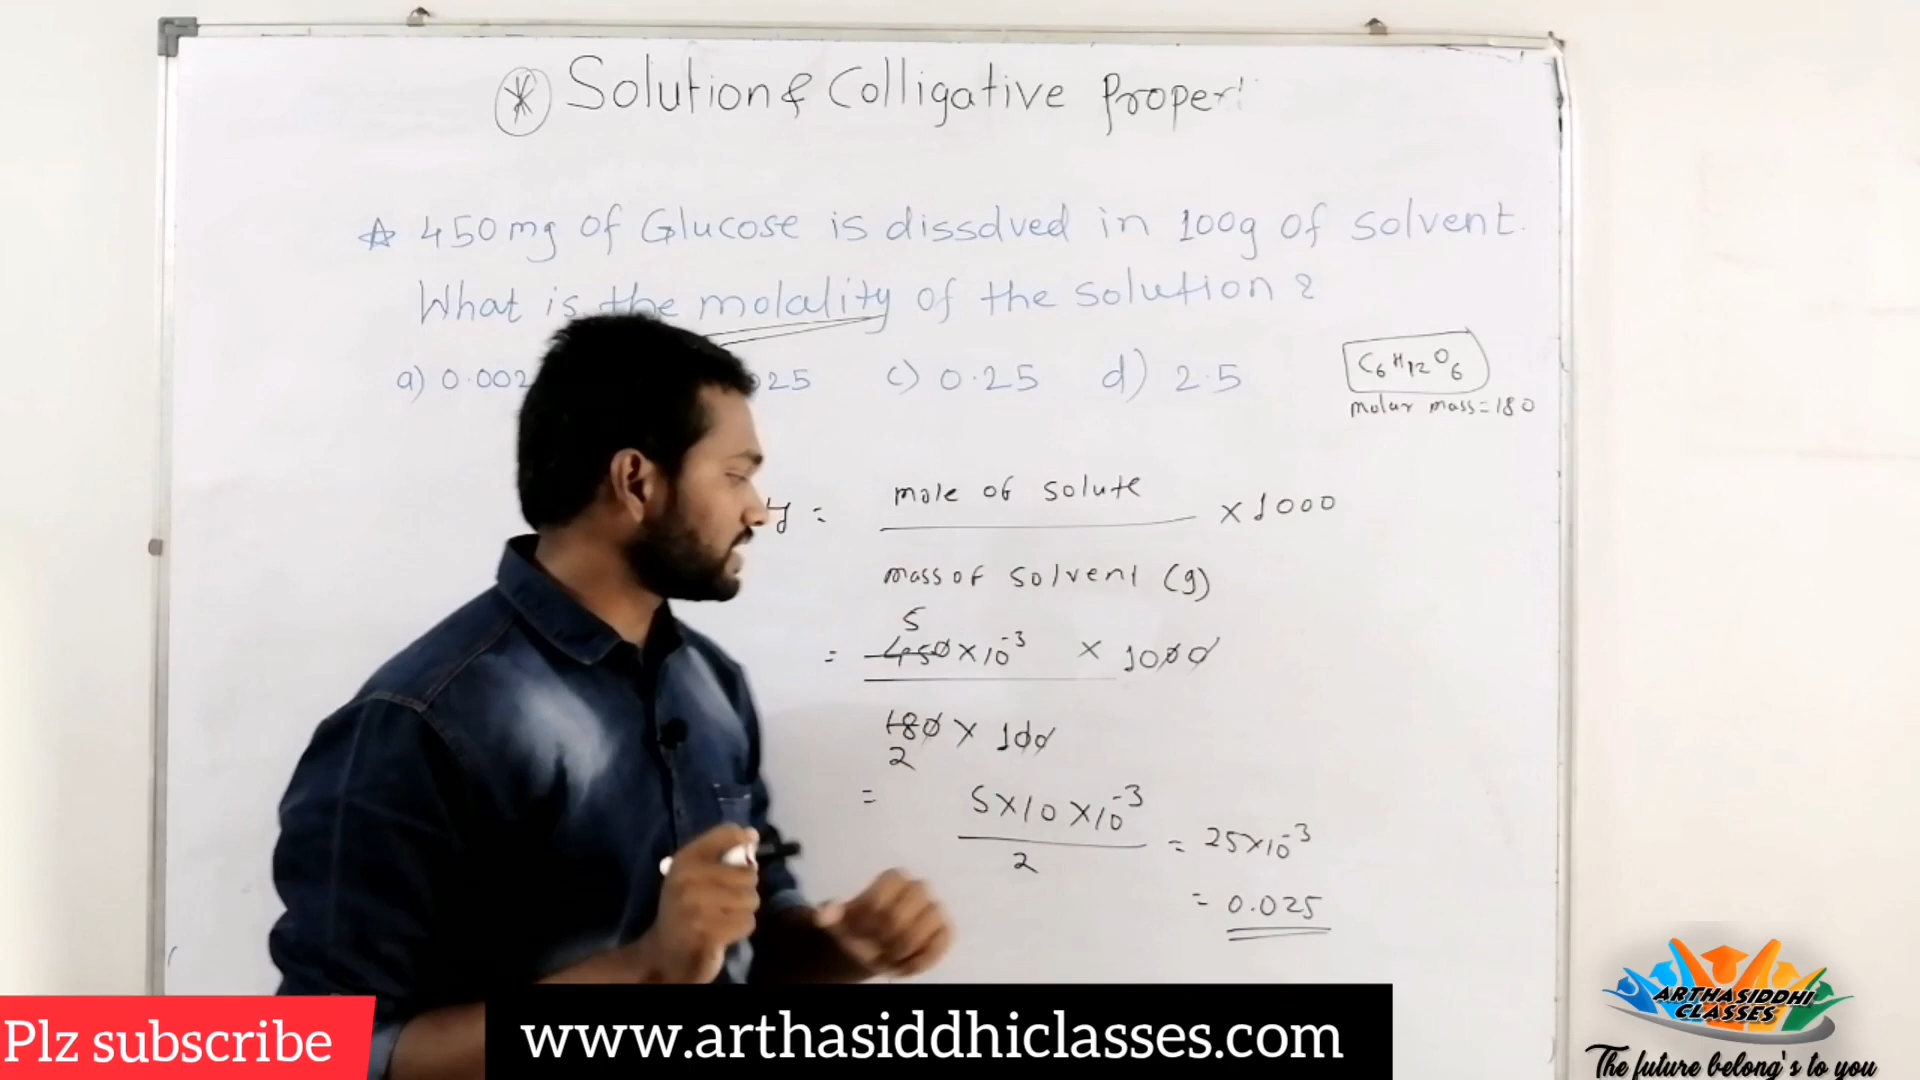 * Solution & Colligative Proper
☆ 450mg of Glucose is dissolved in 100g of solvent.
What is the molality of the solution ?
a) 0.002 025 c) 0.25 d) 2.5
C6H12O6
molar mass = 180
y = mole of solute × 1000
mass of solvent (g)
5
= 450×10⁻³ × 1000
180 × 100
2
= 5×10×10⁻³ = 25×10⁻³
2
= 0.025
Plz subscribe
www.arthasiddhiclasses.com
ARTHASIDDHI
CLASSES
The future belong's to you